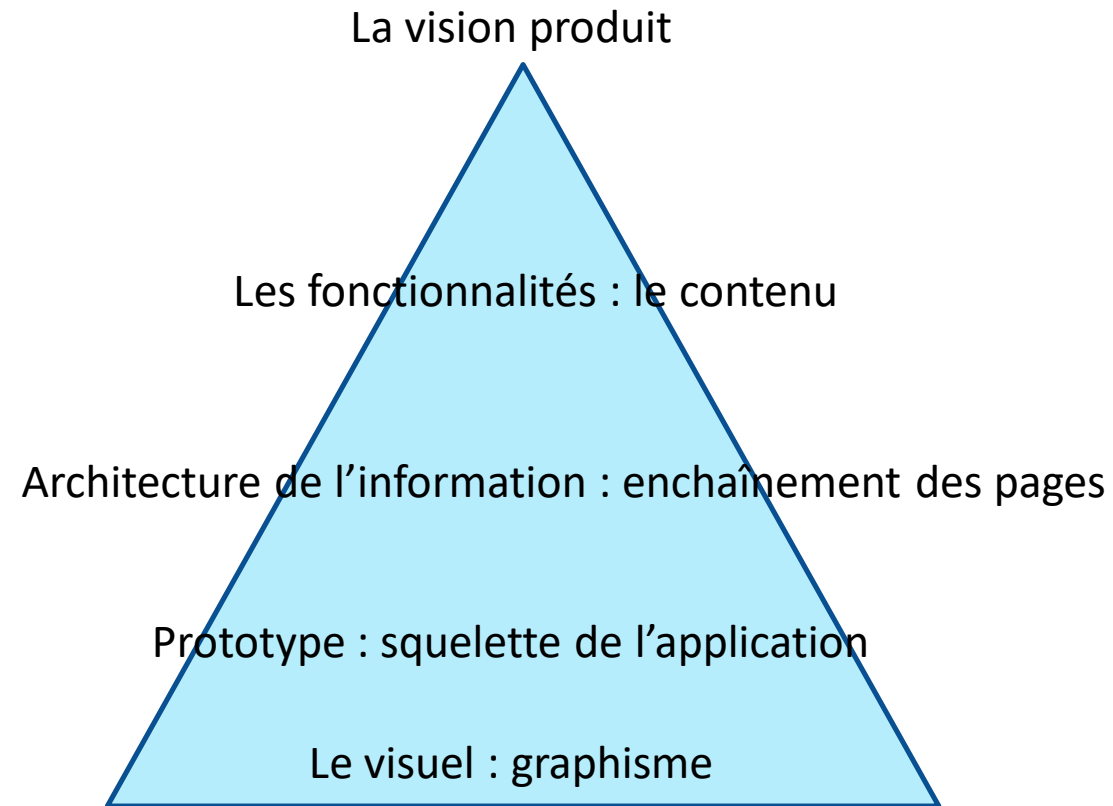 La vision produit
Les fonctionnalités : le contenu
Architecture de l’information : enchaînement des pages
Prototype : squelette de l’application
Le visuel : graphisme